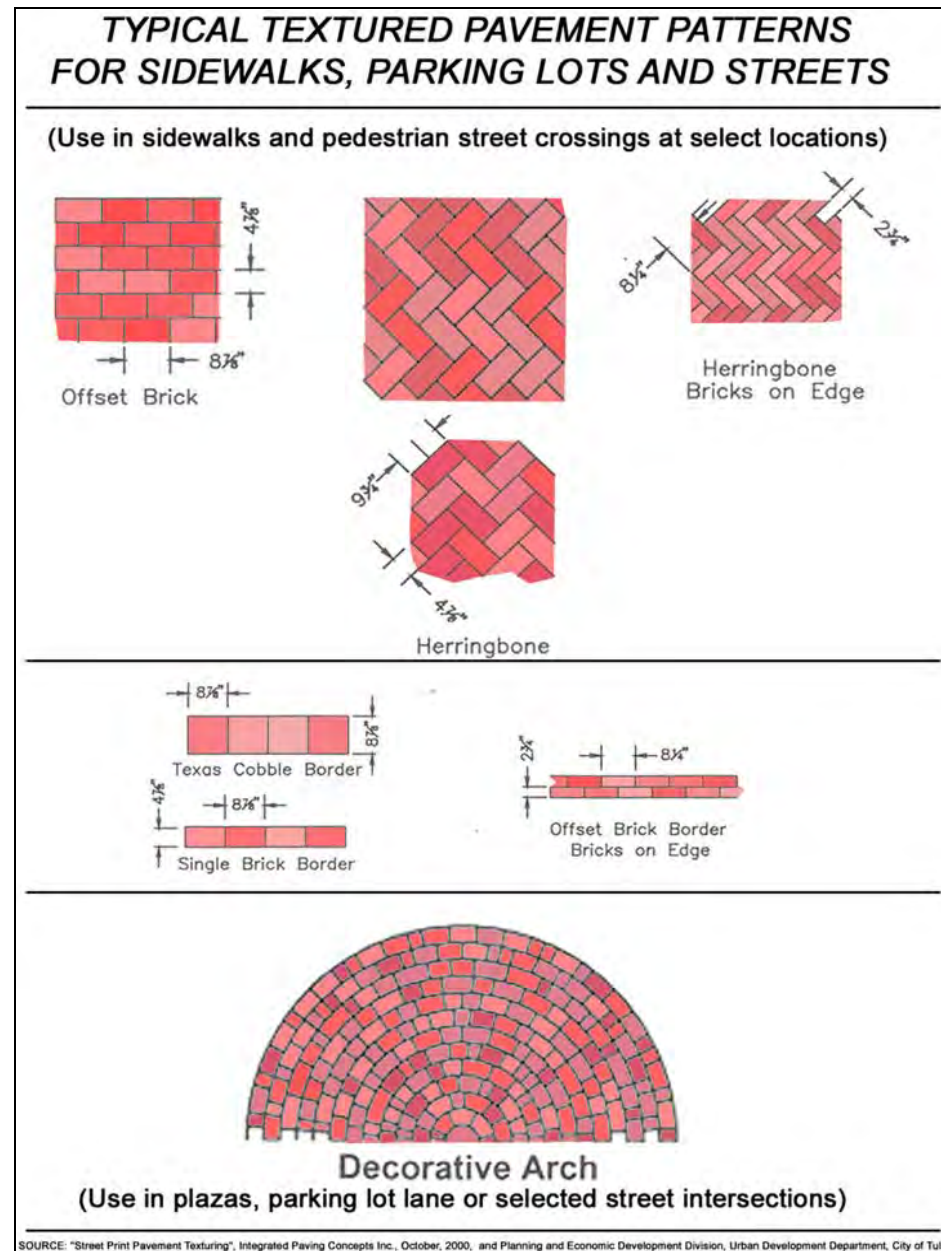 TYPICAL TEXTURED PAVEMENT PATTERNS
FOR SIDEWALKS, PARKING LOTS AND STREETS
(Use in sidewalks and pedestrian street crossings at select locations)
4⅞"
8⅞"
Offset Brick
8¼"
2¾"
Herringbone
Bricks on Edge
9¾"
4⅞"
Herringbone
8⅞"
8⅞"
Texas Cobble Border
4⅞"
8⅞"
Single Brick Border
2¾"
8¼"
Offset Brick Border
Bricks on Edge
Decorative Arch
(Use in plazas, parking lot lane or selected street intersections)
SOURCE: "Street Print Pavement Texturing", Integrated Paving Concepts Inc., October, 2000, and Planning and Economic Development Division, Urban Development Department, City of Tul